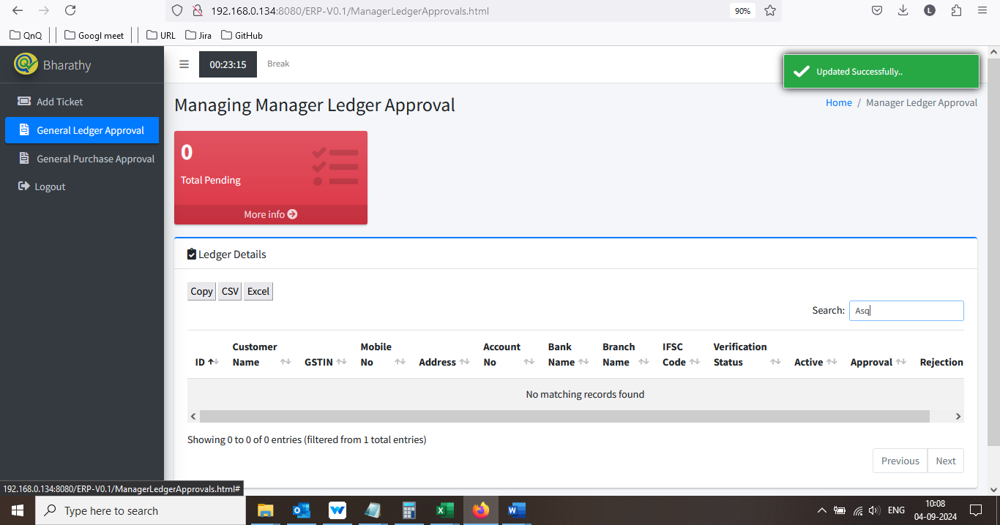 192.168.0.134:8080/ERP-V0.1/ManagerLedgerApprovals.html
90%
L
QnQ
Googl meet
URL
Jira
GitHub
Bharathy
00:23:15
Break
Updated Successfully..
Add Ticket
General Ledger Approval
General Purchase Approval
Logout
Managing Manager Ledger Approval
Home / Manager Ledger Approval
0
Total Pending
More info
Ledger Details
Copy CSV Excel
Search: Asq
ID Customer Name GSTIN Mobile No Address Account No Bank Name Branch Name IFSC Code Verification Status Active Approval Rejection
No matching records found
Showing 0 to 0 of 0 entries (filtered from 1 total entries)
Previous Next
192.168.0.134:8080/ERP-V0.1/ManagerLedgerApprovals.html#
Type here to search
ENG
10:08
04-09-2024